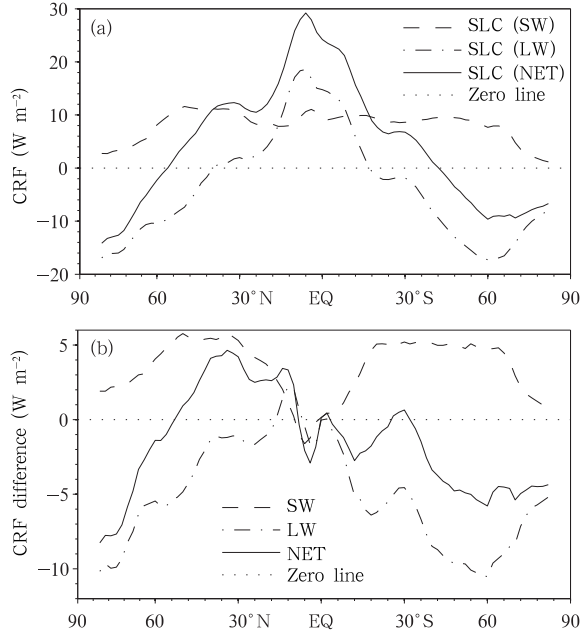 (a)
SLC (SW)
SLC (LW)
SLC (NET)
Zero line
CRF (W m⁻²)
30
20
10
0
−10
−20
90 60 30°N EQ 30°S 60 90
(b)
CRF difference (W m⁻²)
5
0
−5
−10
SW
LW
NET
Zero line
90 60 30°N EQ 30°S 60 90